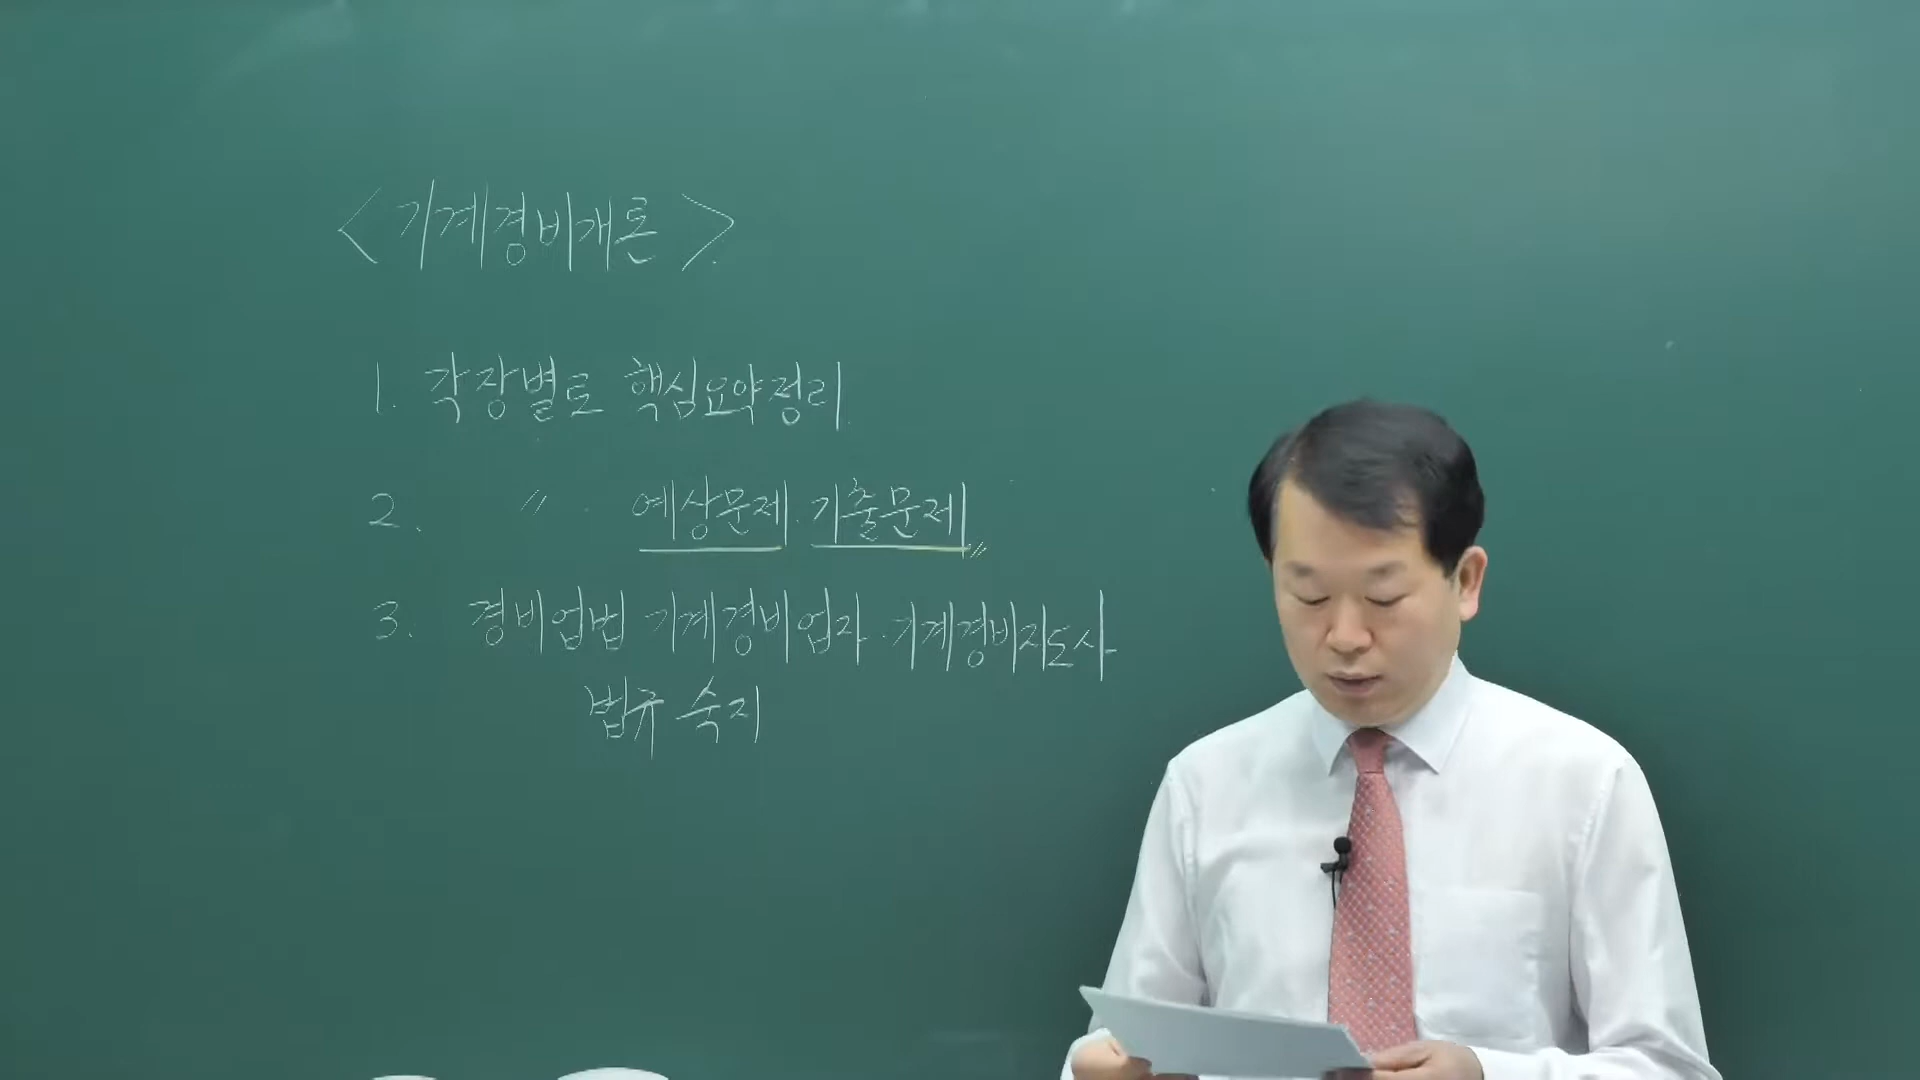 <기계경비개론>
1. 각장별로 핵심요약정리
2. 〃 예상문제·기출문제〃
3. 경비업법 기계경비업자·기계경비지도사
법규 숙지